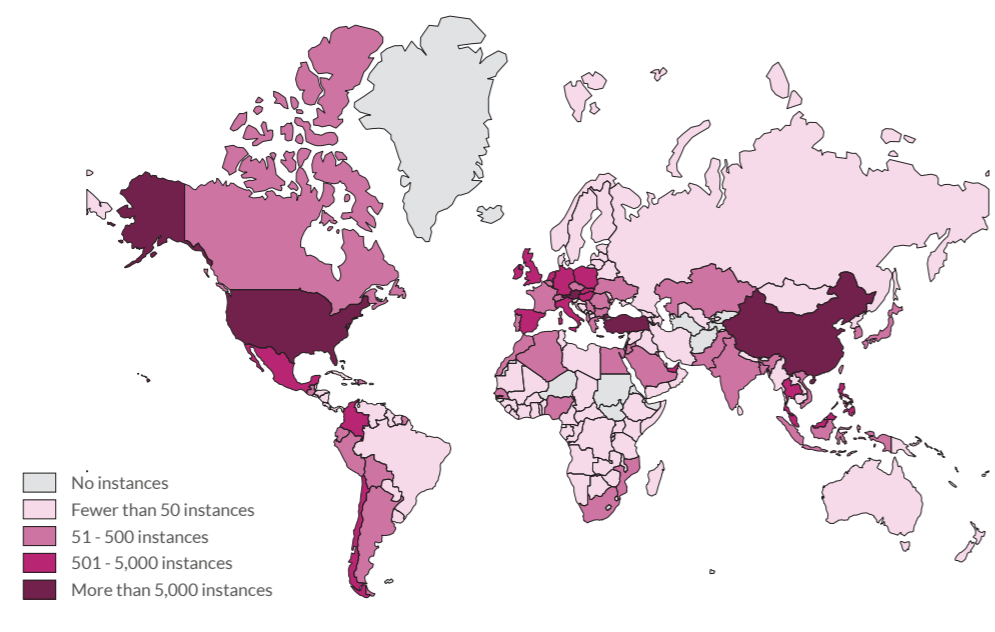 No instances
Fewer than 50 instances
51 - 500 instances
501 - 5,000 instances
More than 5,000 instances